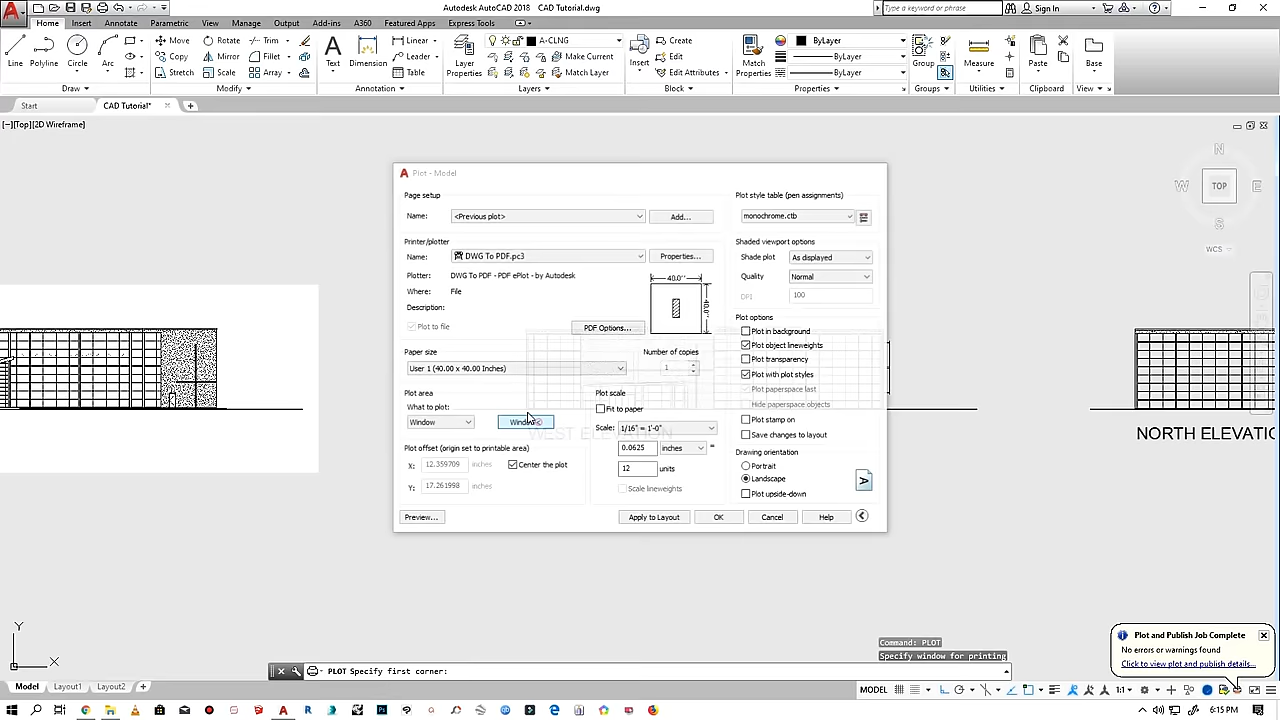 Autodesk AutoCAD 2018 CAD Tutorial.dwg
Type a keyword or phrase
Sign In
Home Insert Annotate Parametric View Manage Output Add-ins A360 Featured Apps Express Tools
Line Polyline Circle Arc
Move Rotate Trim
Copy Mirror Fillet
Stretch Scale Array
Text Dimension
Linear
Leader
Table
Layer Properties
A-CLNG
Make Current
Match Layer
Insert
Create
Edit
Edit Attributes
Match Properties
ByLayer
ByLayer
ByLayer
Group
Measure
Paste
Base
Draw Modify Annotation Layers Block Properties Groups Utilities Clipboard View
Start CAD Tutorial*
[−][Top][2D Wireframe]
N
W TOP E
S
WCS
Plot - Model
Page setup
Name: <Previous plot> Add...
Printer/plotter
Name: DWG To PDF.pc3 Properties...
Plotter: DWG To PDF - PDF ePlot - by Autodesk
Where: File
Description:
Plot to file
PDF Options...
40.0''
40.0''
Paper size
User 1 (40.00 x 40.00 Inches)
Number of copies
1
Plot area
What to plot:
Window Window<
Plot offset (origin set to printable area)
X: 12.359709 inches
Center the plot
Y: 17.261998 inches
Plot scale
Fit to paper
Scale: 1/16" = 1'-0"
0.0625 inches =
12 units
Scale lineweights
Plot style table (pen assignments)
monochrome.ctb
Shaded viewport options
Shade plot As displayed
Quality Normal
DPI 100
Plot options
Plot in background
Plot object lineweights
Plot transparency
Plot with plot styles
Plot paperspace last
Hide paperspace objects
Plot stamp on
Save changes to layout
Drawing orientation
Portrait
Landscape
Plot upside-down
A
Preview... Apply to Layout OK Cancel Help
WEST ELEVATION
NORTH ELEVATIO
Y
X
Command: PLOT
Specify window for printing
PLOT Specify first corner:
Plot and Publish Job Complete
No errors or warnings found
Click to view plot and publish details...
Model Layout1 Layout2
MODEL
1:1
6:15 PM